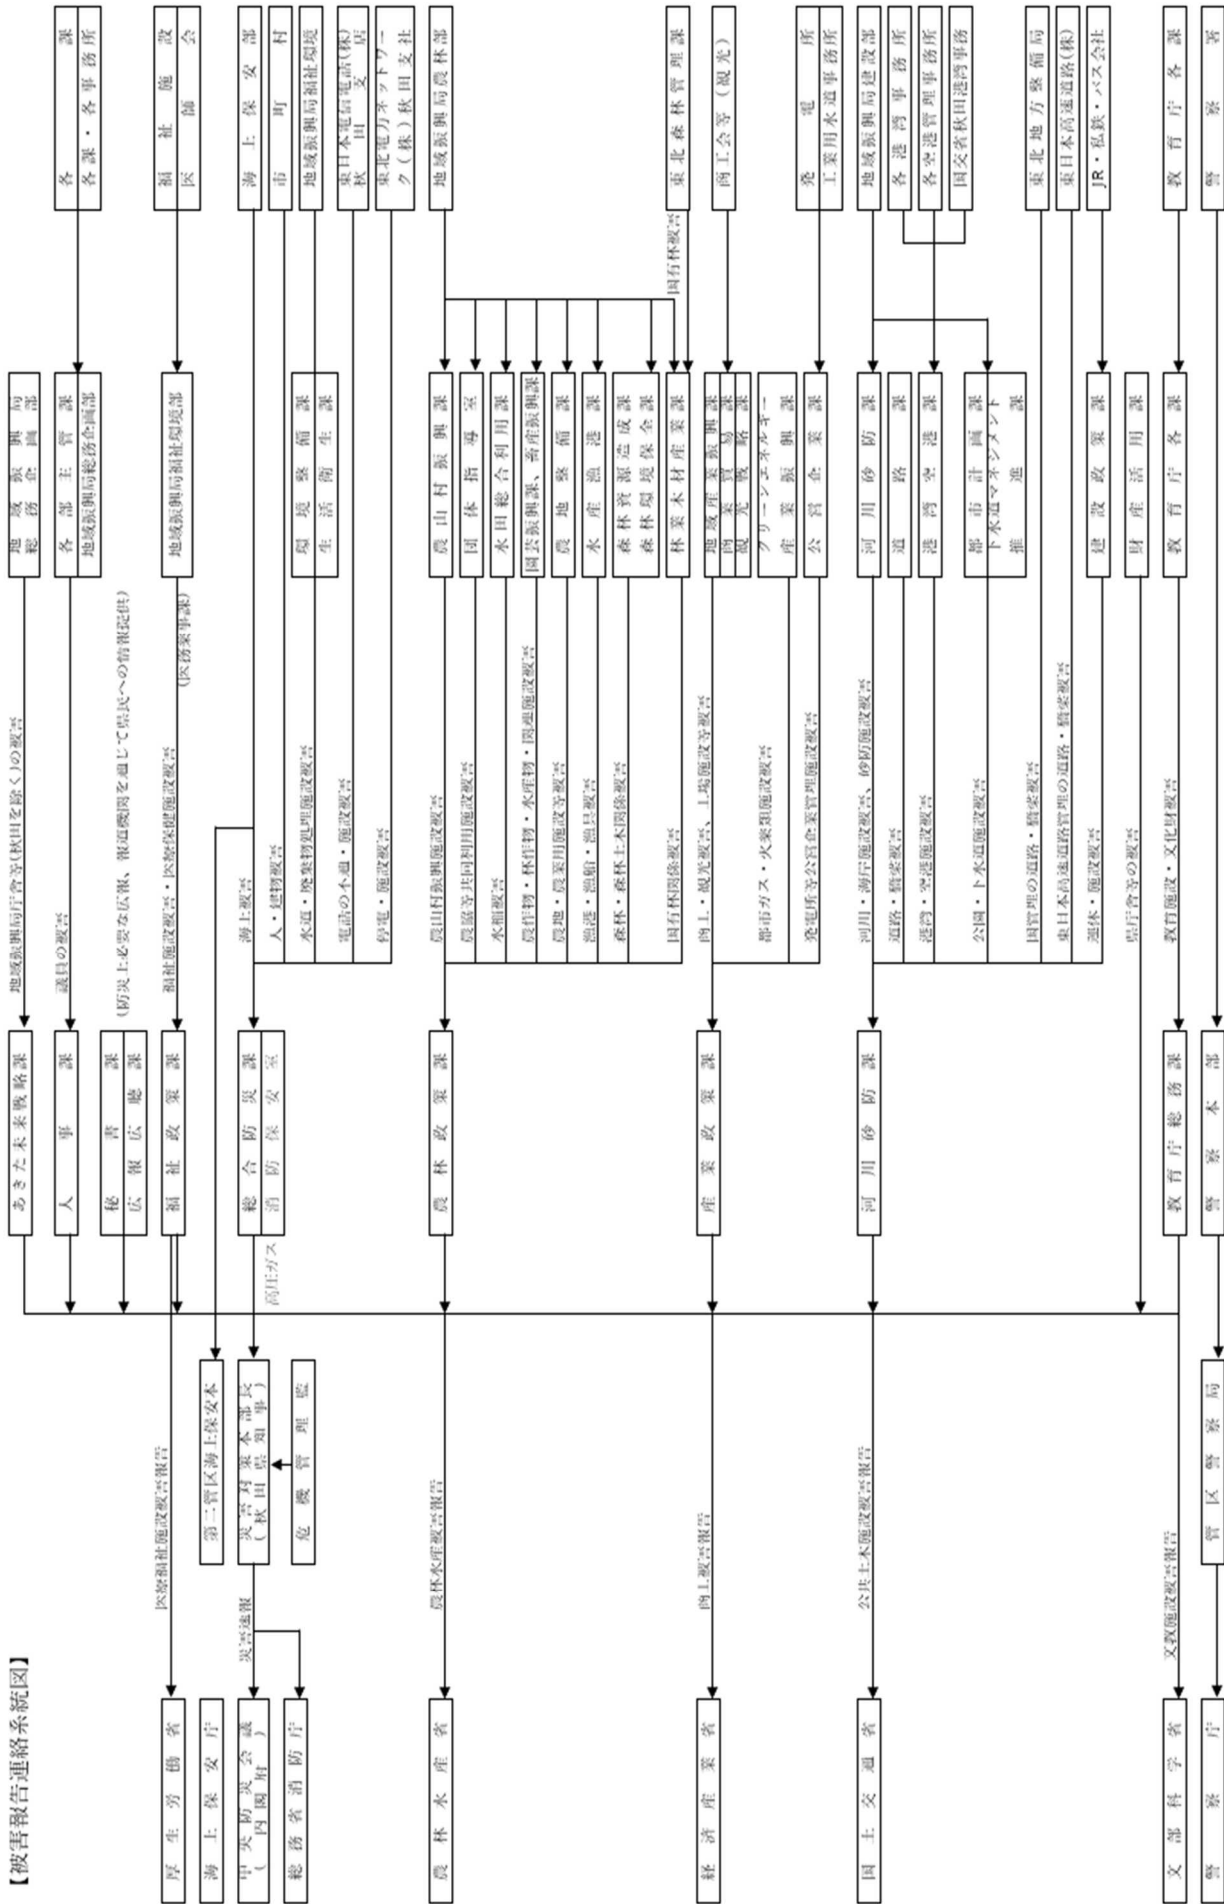 【被害報告連絡系統図】
厚生労働省
海上保安庁
中央防災会議
（内閣府）
総務省消防庁
農林水産省
経済産業省
国土交通省
文部科学省
警察庁
医療福祉施設被害報告
災害速報
農林水産被害報告
商工被害報告
公共土木施設被害報告
文教施設被害報告
第二管区海上保安本
災害対策本部長
（秋田県知事）
危機管理監
管区警察局
高圧ガス
あきた未来戦略課
人事課
秘書課
広報広聴課
福祉政策課
総合防災課
消防保安室
農林政策課
産業政策課
河川砂防課
教育庁総務課
警察本部
地域振興局庁舎等(秋田を除く)の被害
議員の被害
(防災上必要な広報、報道機関を通じて県民への情報提供)
福祉施設被害・医療保健施設被害
(医務薬事課)
海上被害
人・建物被害
水道・廃棄物処理施設被害
電話の不通・施設被害
停電・施設被害
農山村振興施設被害
農協等共同利用施設被害
水稲被害
農作物・林作物・水産物・関連施設被害
農地・農業用施設等被害
漁港・漁船・漁具被害
森林・森林土木関係被害
国有林関係被害
商工・観光被害、工場施設等被害
都市ガス・火薬類施設被害
発電所等公営企業管理施設被害
河川・海岸施設被害、砂防施設被害
道路・橋梁被害
港湾・空港施設被害
公園・下水道施設被害
国管理の道路・橋梁被害
東日本高速道路管理の道路・橋梁被害
運休・施設被害
県庁舎等の被害
教育施設・文化財被害
地域振興局
総務企画部
各部主管課
地域振興局総務企画部
地域振興局福祉環境部
環境整備課
生活衛生課
農山村振興課
団体指導室
水田総合利用課
園芸振興課、畜産振興課
農地整備課
水産漁港課
森林資源造成課
森林環境保全課
林業木材産業課
地域産業振興課
商業貿易課
観光戦略課
クリーンエネルギー
産業振興課
公営企業課
河川砂防課
道路課
港湾空港課
都市計画課
下水道マネジメント
推進課
建設政策課
財産活用課
教育庁各課
国有林被害
各課
各課・各事務所
福祉施設
医師会
海上保安部
市町村
地域振興局福祉環境
東日本電信電話(株)
秋田支店
東北電力ネットワー
ク(株)秋田支社
地域振興局農林部
東北森林管理課
商工会等(観光)
発電所
工業用水道事務所
地域振興局建設部
各港湾事務所
各空港管理事務所
国交省秋田港湾事務
東北地方整備局
東日本高速道路(株)
JR・私鉄・バス会社
教育庁各課
警察署